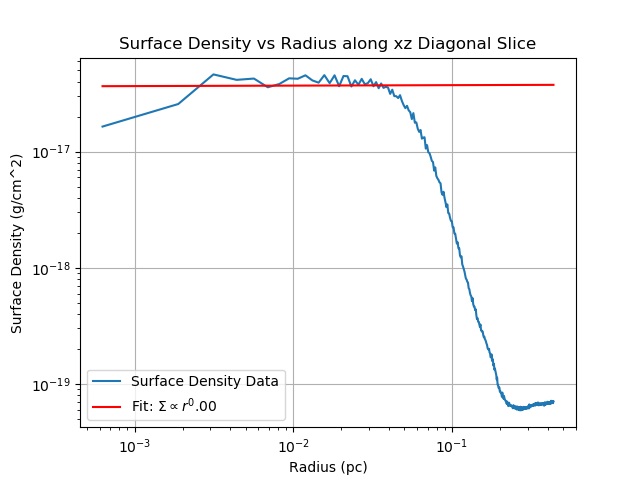 Surface Density vs Radius along xz Diagonal Slice
Surface Density (g/cm^2)
10⁻¹⁷
10⁻¹⁸
10⁻¹⁹
Surface Density Data
Fit: Σ ∝ r⁰.00
10⁻³
10⁻²
10⁻¹
Radius (pc)